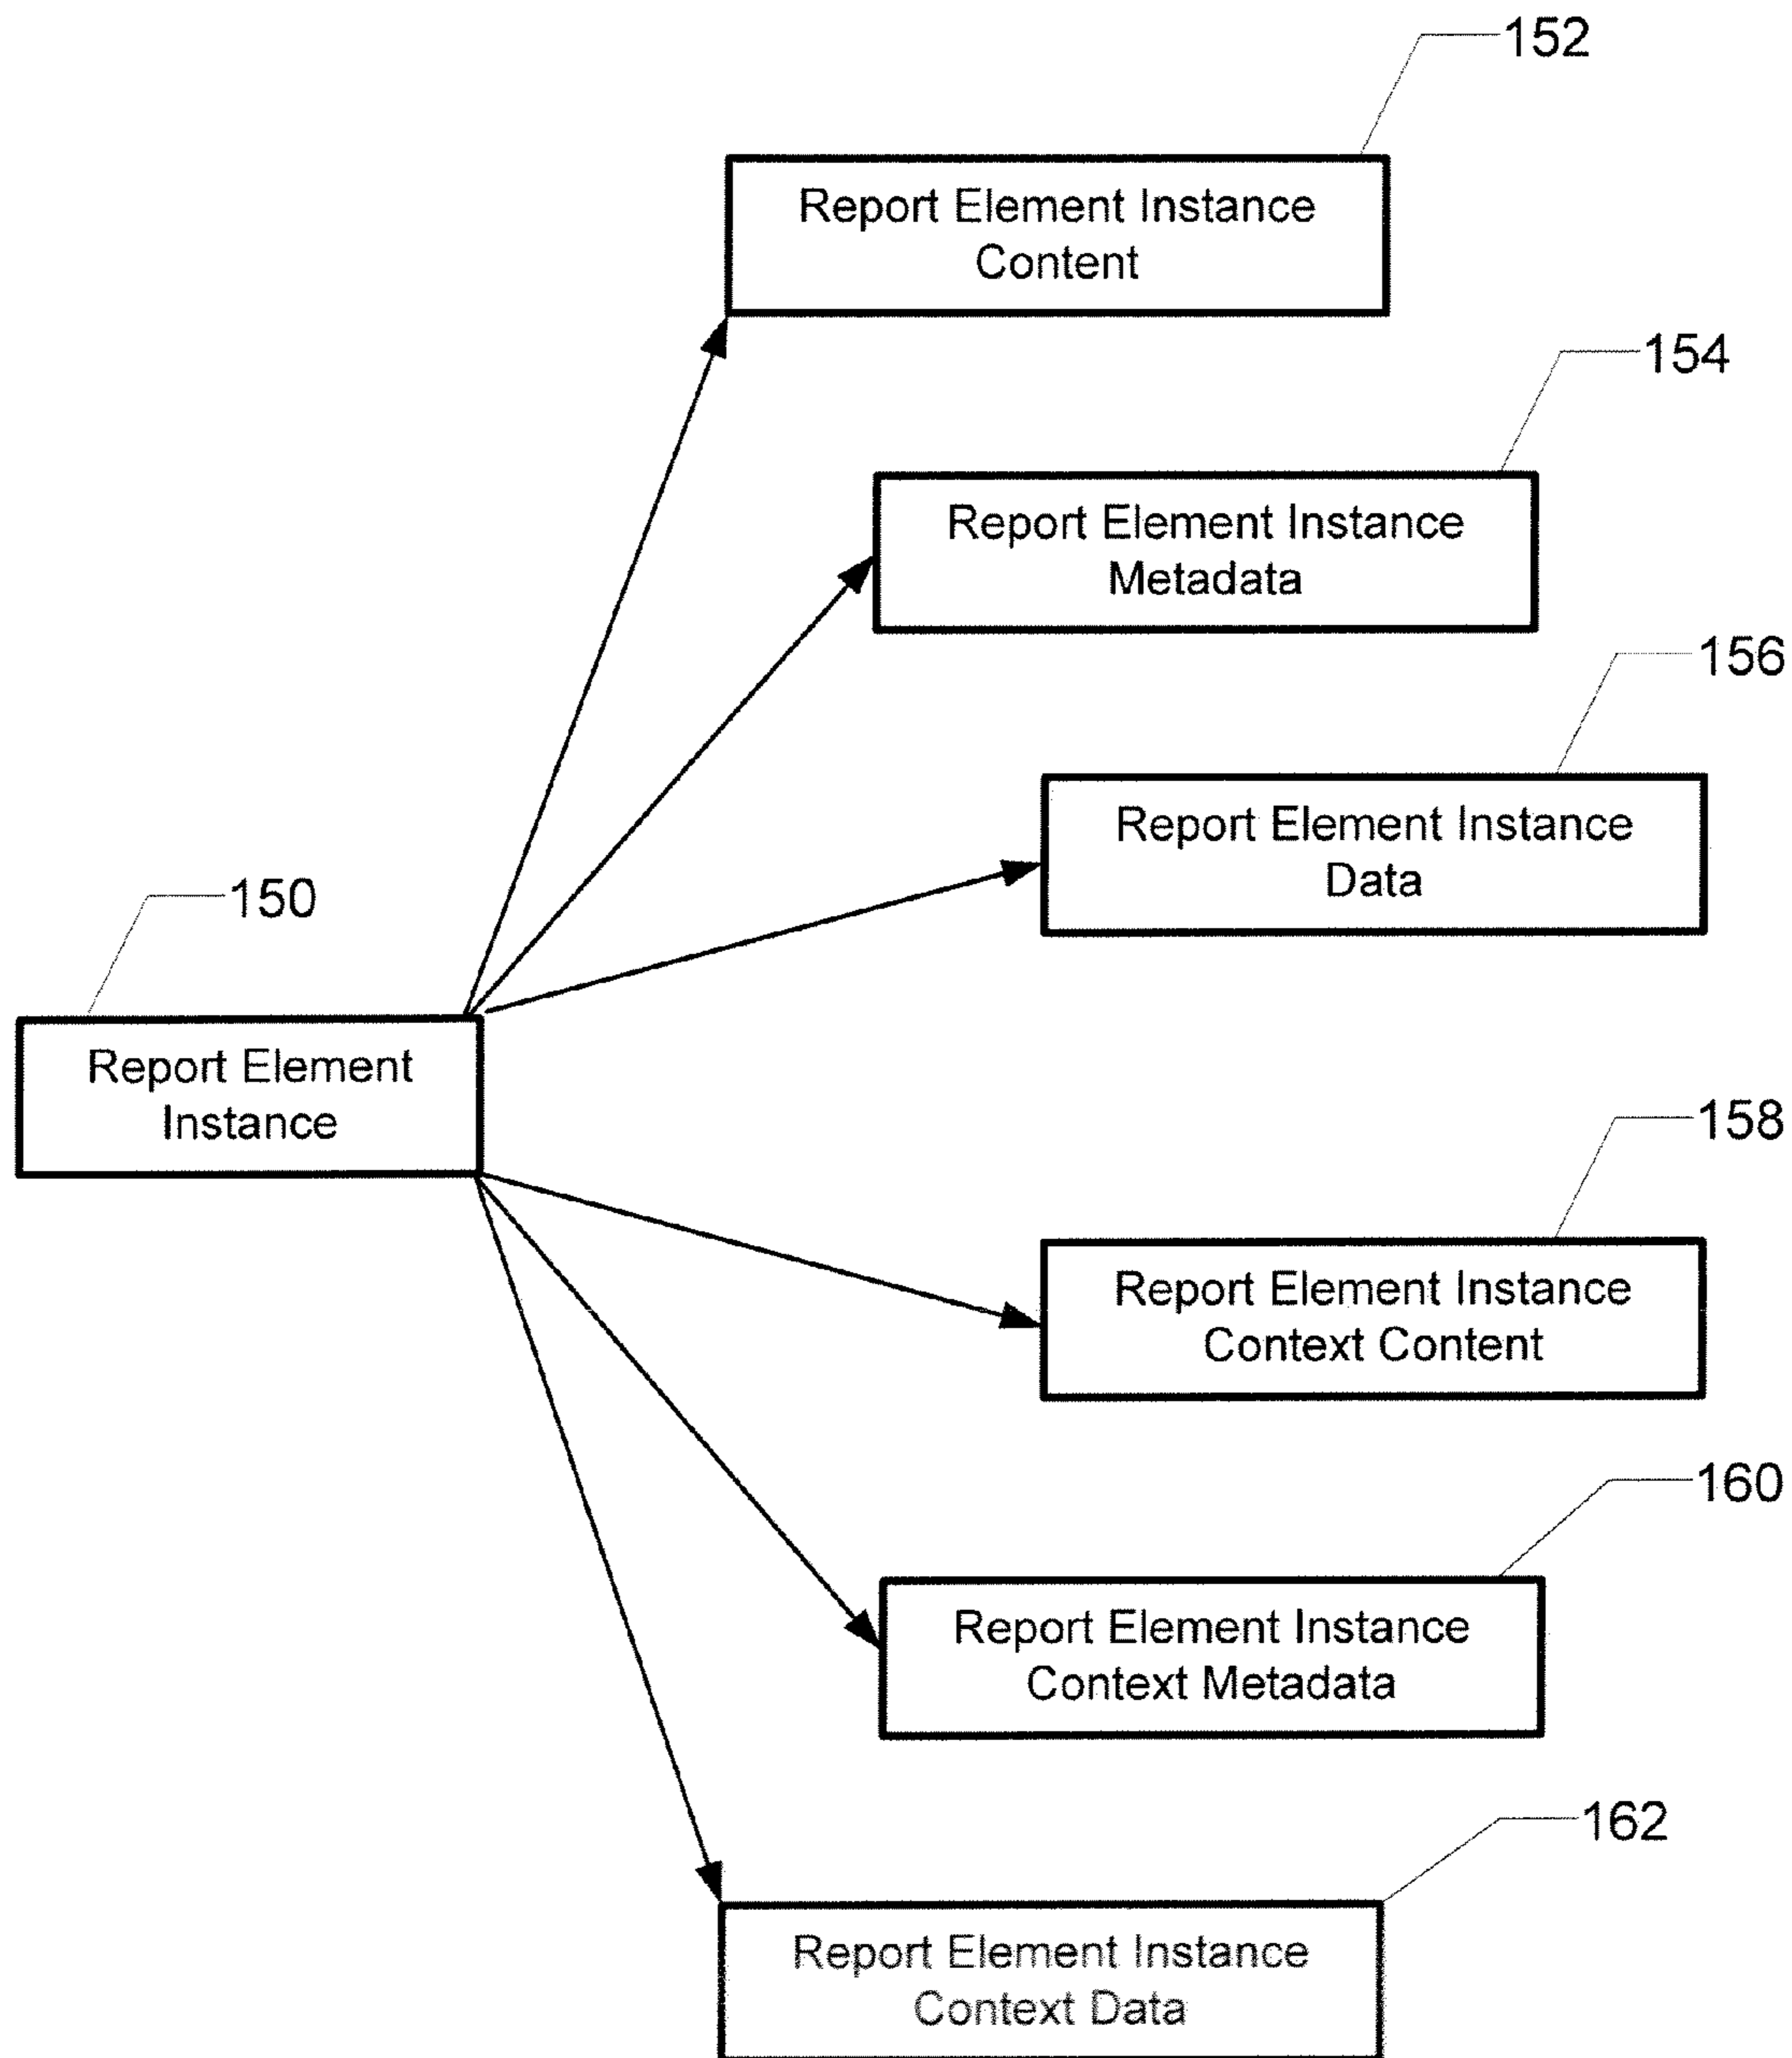 152
Report Element Instance
Content
154
Report Element Instance
Metadata
156
Report Element Instance
Data
150
Report Element
Instance
158
Report Element Instance
Context Content
160
Report Element Instance
Context Metadata
162
Report Element Instance
Context Data